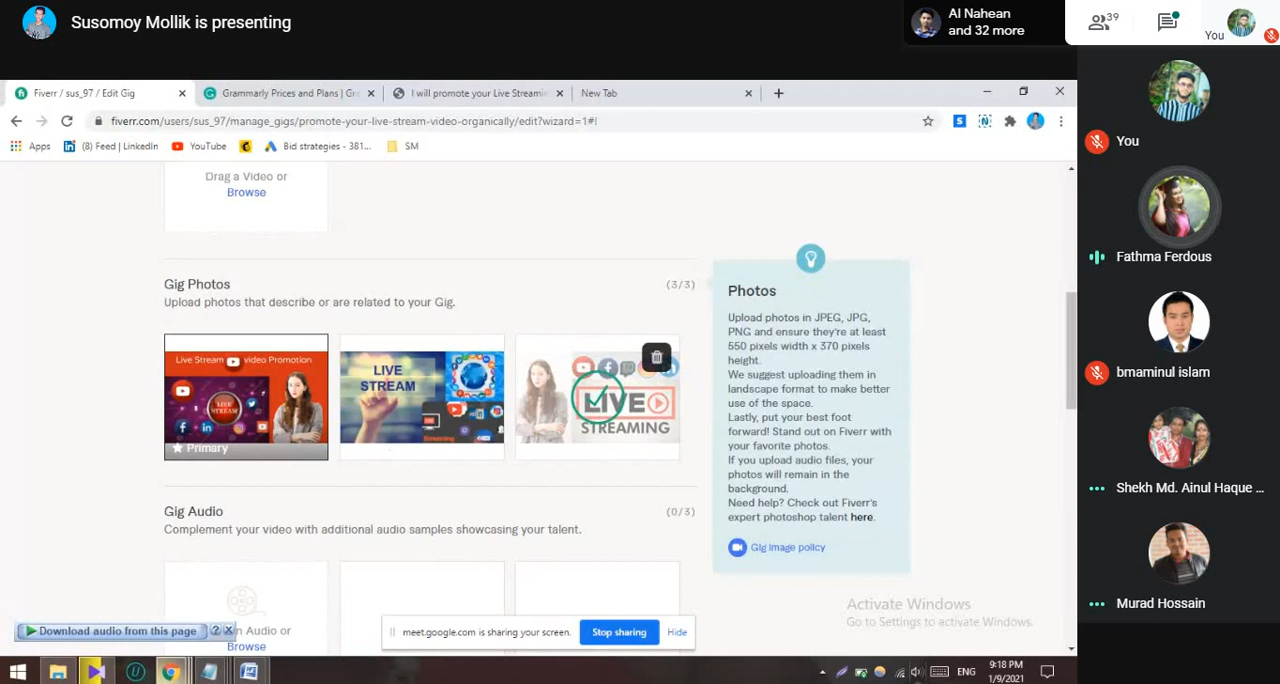 Susomoy Mollik is presenting
Al Nahean
and 32 more
39
You
Fiverr / sus_97 / Edit Gig
Grammarly Prices and Plans | Gr
I will promote your Live Streamin
New Tab
fiverr.com/users/sus_97/manage_gigs/promote-your-live-stream-video-organically/edit?wizard=1#!
Apps
(8) Feed | LinkedIn
YouTube
Bid strategies - 381...
SM
Drag a Video or
Browse
Gig Photos
(3/3)
Upload photos that describe or are related to your Gig.
Live Stream video Promotion
LIVE
STREAM
Primary
LIVE
STREAM
Streaming
LIVE
STREAMING
Photos
Upload photos in JPEG, JPG,
PNG and ensure they're at least
550 pixels width x 370 pixels
height.
We suggest uploading them in
landscape format to make better
use of the space.
Lastly, put your best foot
forward! Stand out on Fiverr with
your favorite photos.
If you upload audio files, your
photos will remain in the
background.
Need help? Check out Fiverr's
expert photoshop talent here.
Gig image policy
Gig Audio
(0/3)
Complement your video with additional audio samples showcasing your talent.
Download audio from this page
? X
n Audio or
Browse
meet.google.com is sharing your screen.
Stop sharing
Hide
Activate Windows
Go to Settings to activate Windows.
ENG
9:18 PM
1/9/2021
You
Fathma Ferdous
bmaminul islam
Shekh Md. Ainul Haque ...
Murad Hossain